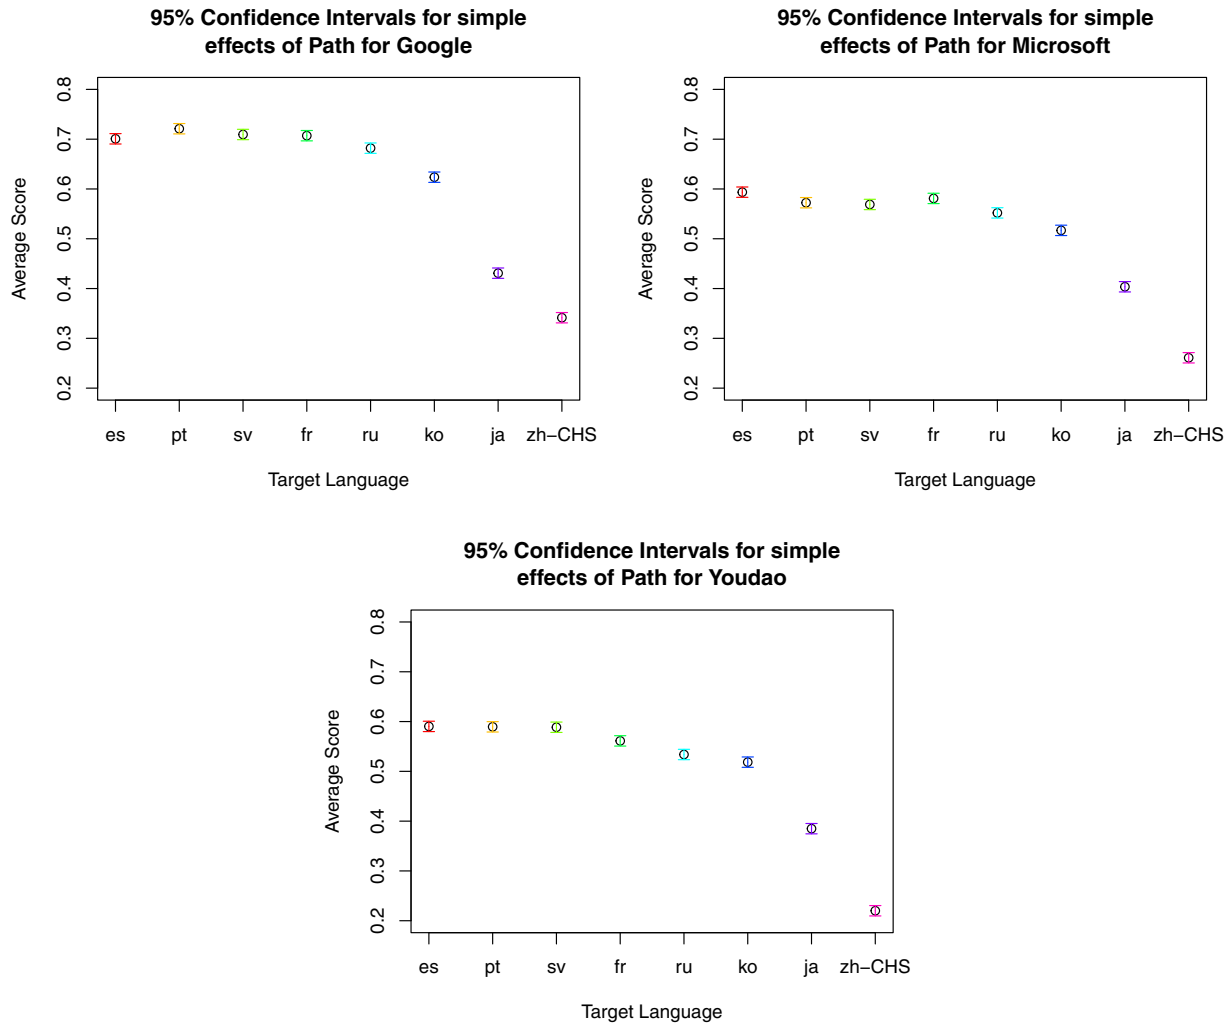 95% Confidence Intervals for simple
effects of Path for Google
0.8
0.7
0.6
0.5
0.4
0.3
0.2
Average Score
es pt sv fr ru ko ja zh−CHS
Target Language
95% Confidence Intervals for simple
effects of Path for Microsoft
0.8
0.7
0.6
0.5
0.4
0.3
0.2
Average Score
es pt sv fr ru ko ja zh−CHS
Target Language
95% Confidence Intervals for simple
effects of Path for Youdao
0.8
0.7
0.6
0.5
0.4
0.3
0.2
Average Score
es pt sv fr ru ko ja zh−CHS
Target Language